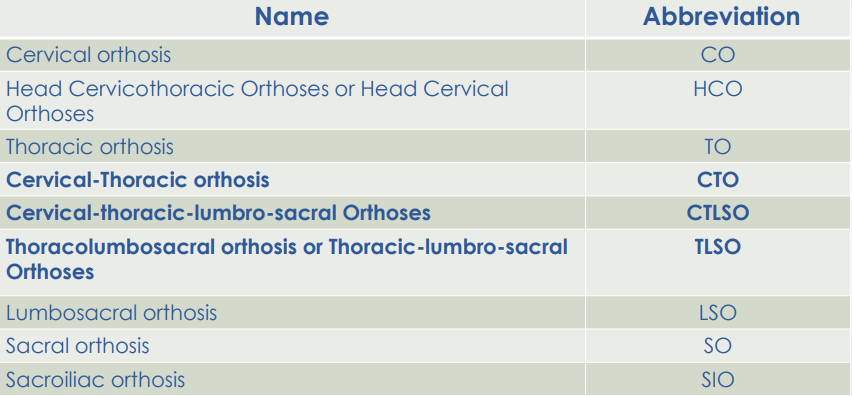 Name Abbreviation
Cervical orthosis CO
Head Cervicothoracic Orthoses or Head Cervical HCO
Orthoses
Thoracic orthosis TO
Cervical-Thoracic orthosis CTO
Cervical-thoracic-lumbro-sacral Orthoses CTLSO
Thoracolumbosacral orthosis or Thoracic-lumbro-sacral TLSO
Orthoses
Lumbosacral orthosis LSO
Sacral orthosis SO
Sacroiliac orthosis SIO